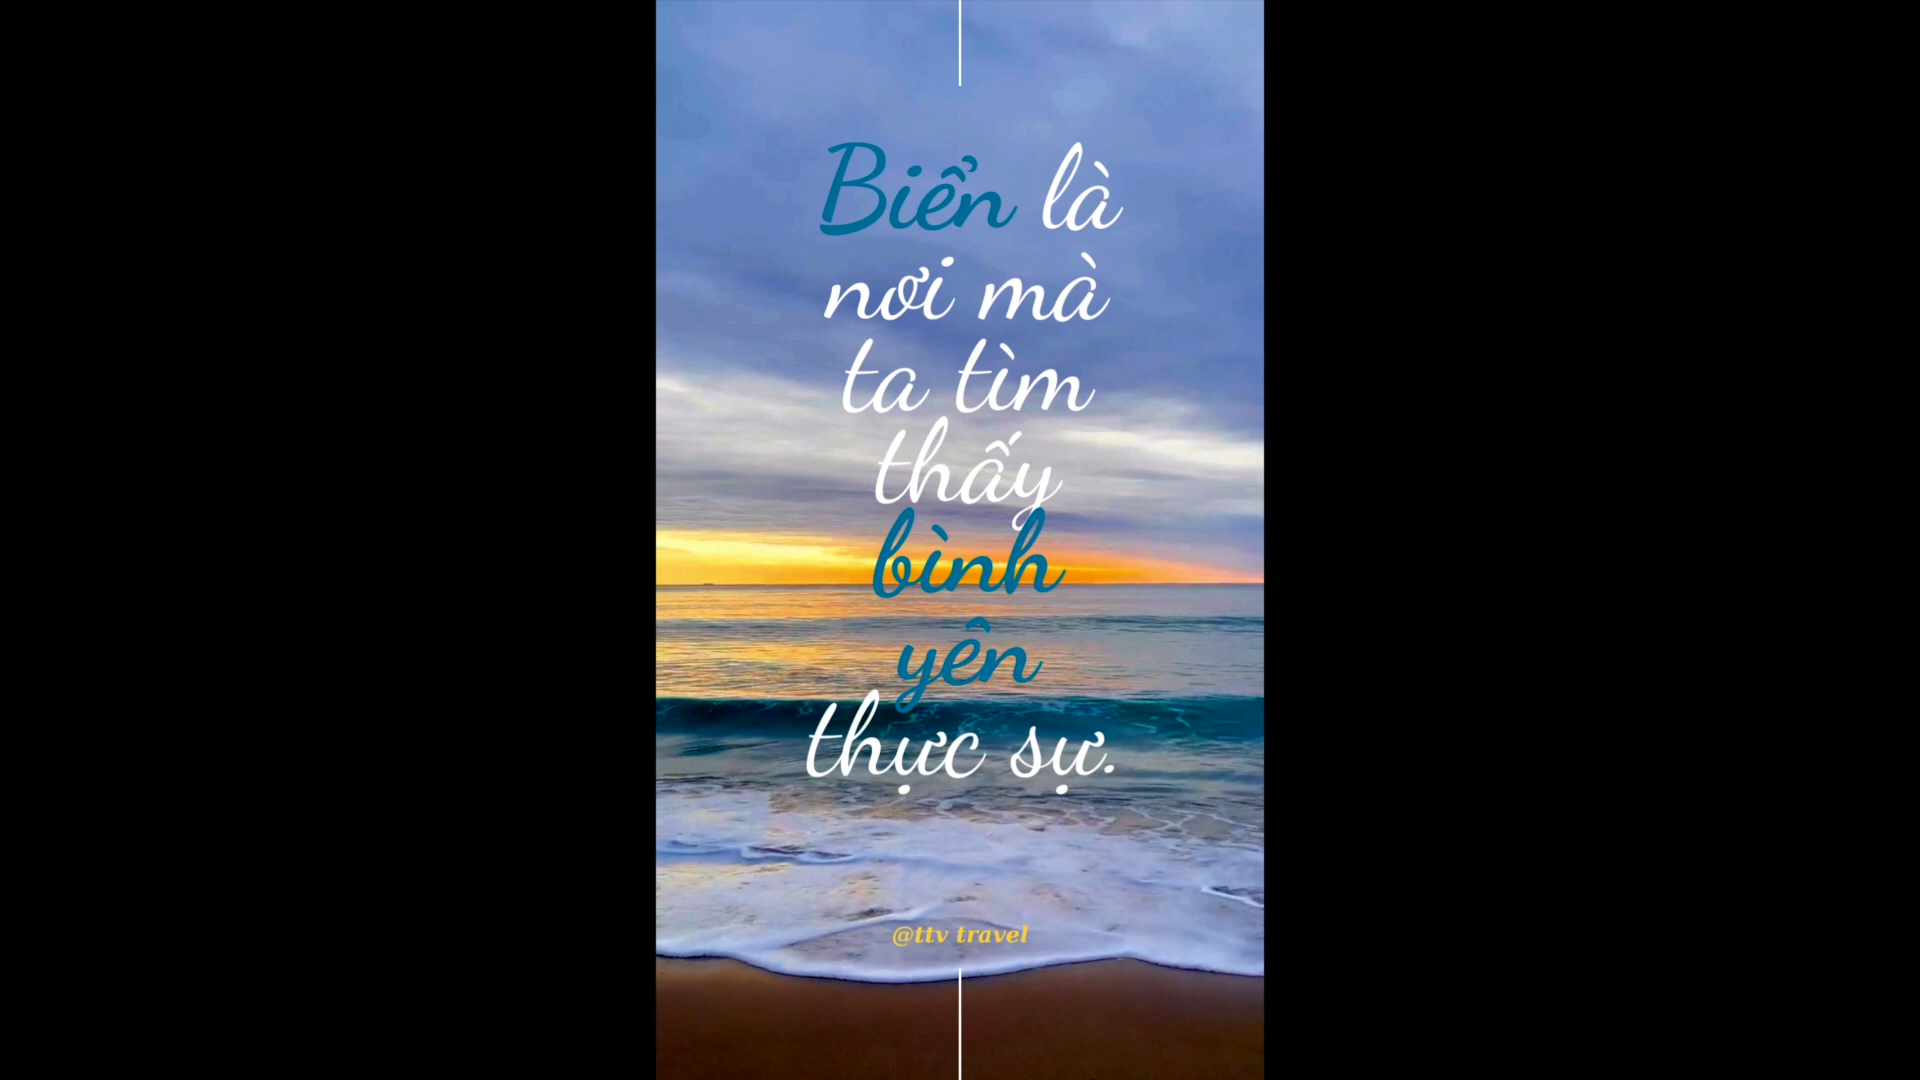 Biển là
nơi mà
ta tìm
thấy
bình
yên
thực sự.
@ttv travel